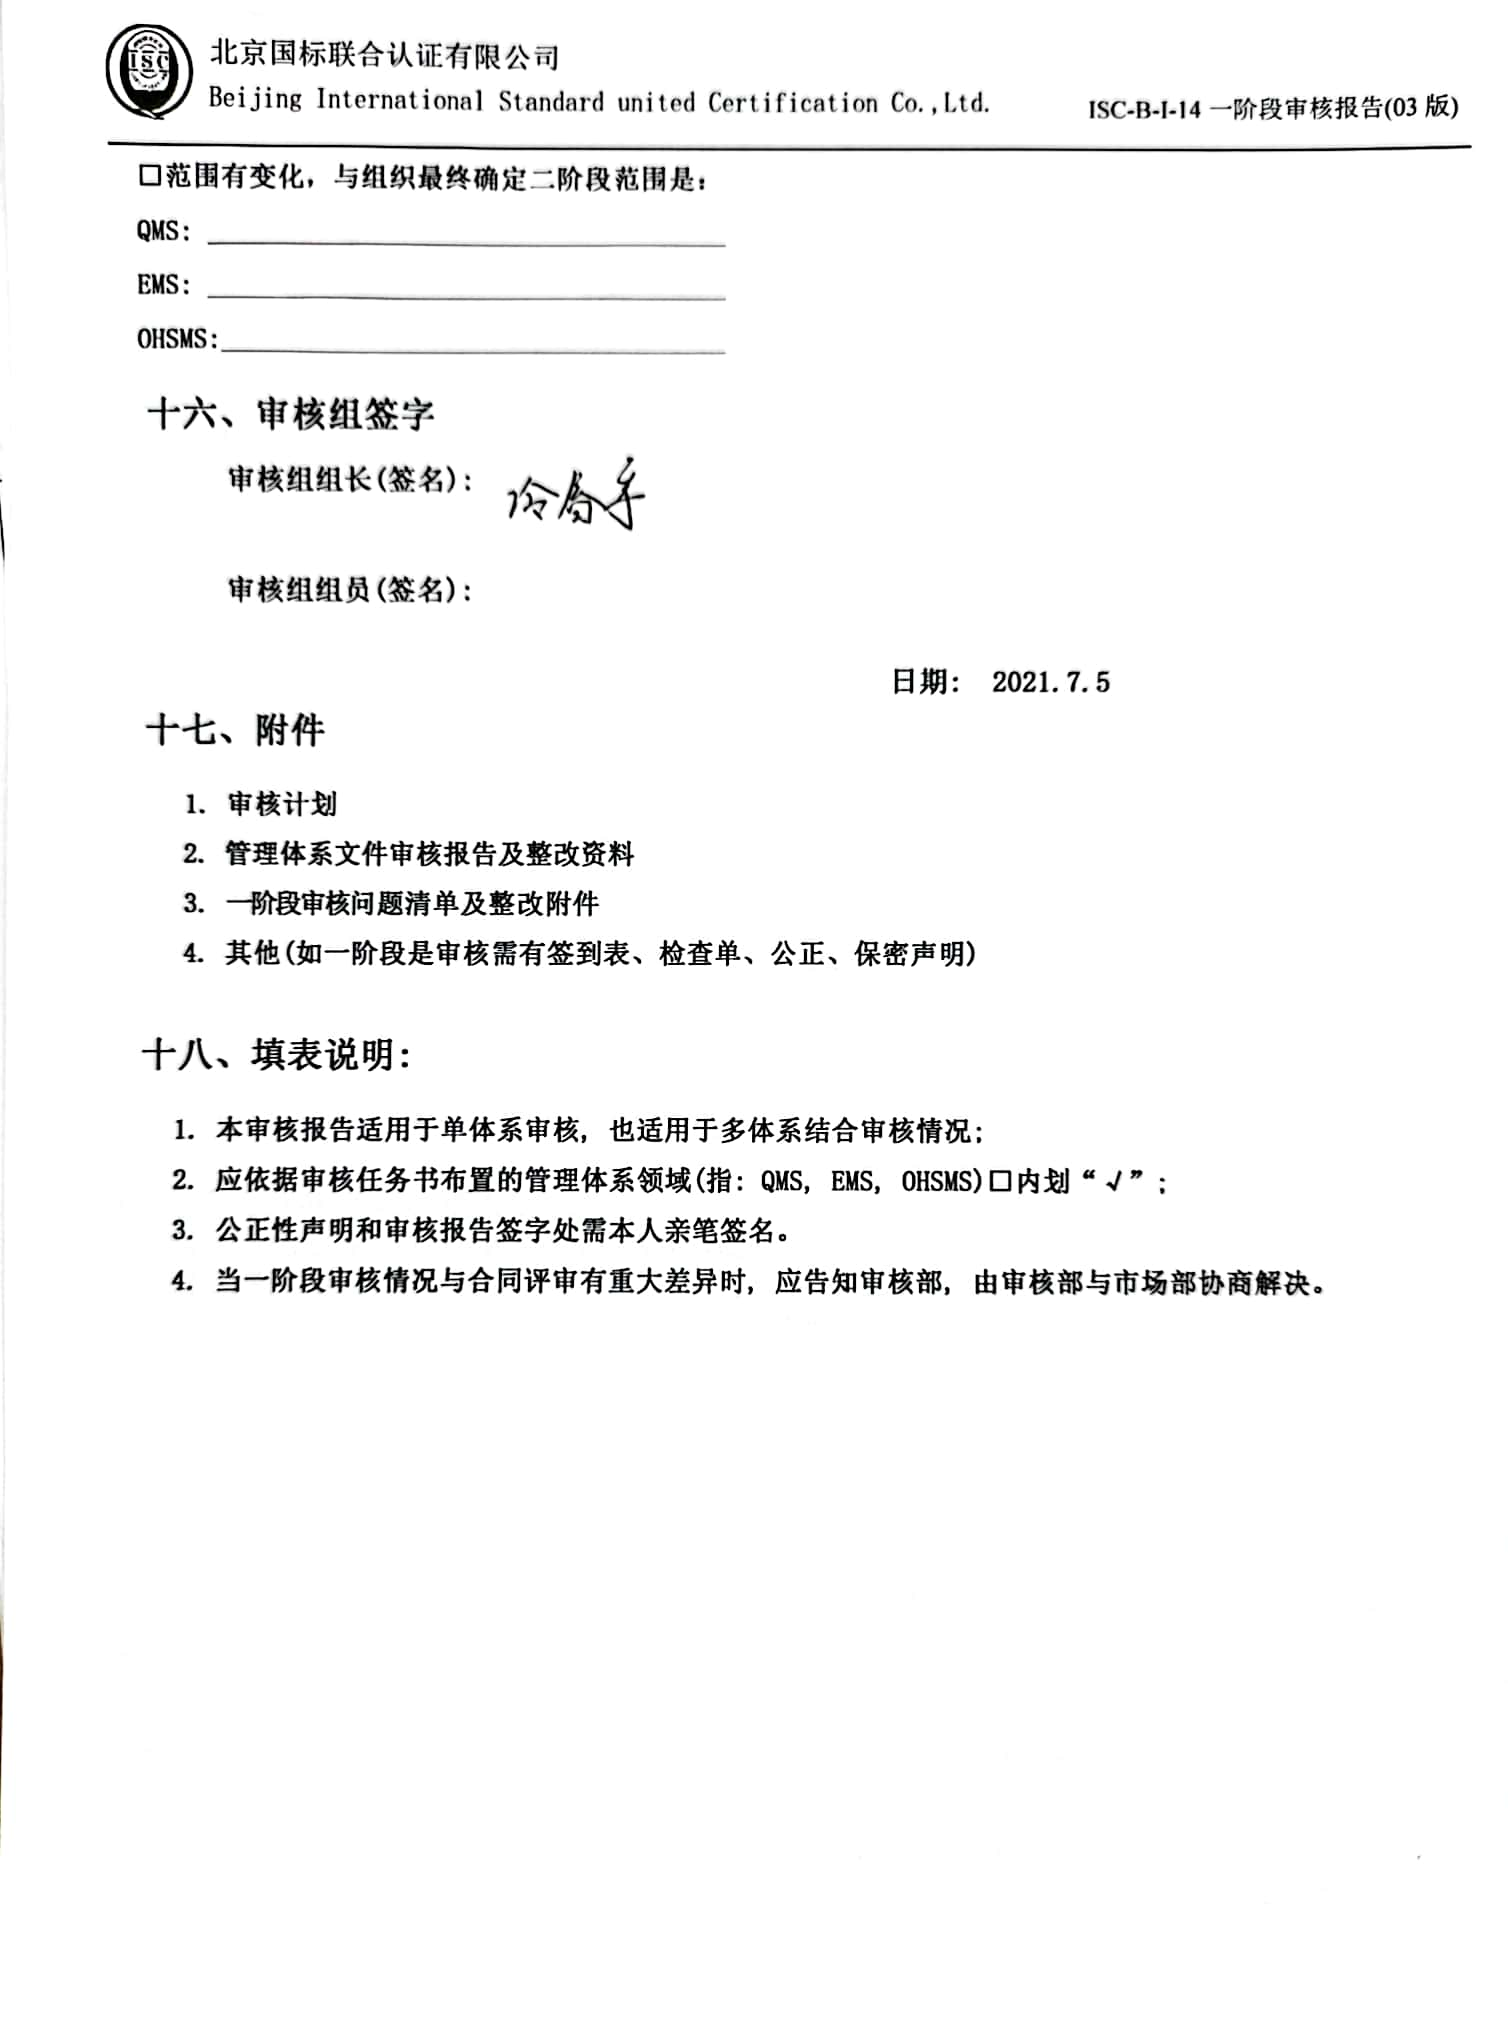 ISC
北京国标联合认证有限公司
Beijing International Standard united Certification Co.,Ltd.
ISC-B-I-14 一阶段审核报告(03 版)
☐范围有变化，与组织最终确定二阶段范围是：
QMS：
EMS：
OHSMS:
十六、审核组签字
审核组组长(签名)：
审核组组员(签名)：
日期： 2021.7.5
十七、附件
1. 审核计划
2. 管理体系文件审核报告及整改资料
3. 一阶段审核问题清单及整改附件
4. 其他(如一阶段是审核需有签到表、检查单、公正、保密声明)
十八、填表说明：
1. 本审核报告适用于单体系审核，也适用于多体系结合审核情况；
2. 应依据审核任务书布置的管理体系领域(指：QMS，EMS，OHSMS)☐内划“√”；
3. 公正性声明和审核报告签字处需本人亲笔签名。
4. 当一阶段审核情况与合同评审有重大差异时，应告知审核部，由审核部与市场部协商解决。